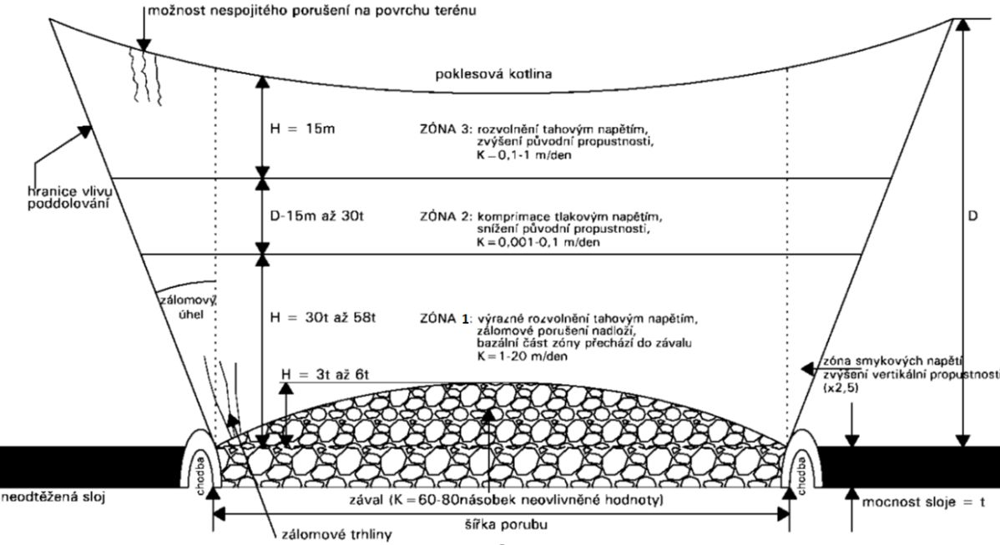 možnost nespojitého porušení na povrchu terénu
poklesová kotlina
H = 15m
ZÓNA 3: rozvolnění tahovým napětím,
zvýšení původní propustnosti,
K = 0,1-1 m/den
hranice vlivu
poddolování
D-15m až 30t
ZÓNA 2: komprimace tlakovým napětím,
snížení původní propustnosti,
K = 0,001-0,1 m/den
D
zálomový
úhel
H = 30t až 58t
ZÓNA 1: výrazné rozvolnění tahovým napětím,
zálomové porušení nadloží,
bazální část zóny přechází do závalu
K = 1-20 m/den
H = 3t až 6t
zóna smykových napětí
zvýšení vertikální propustnosti
(x2,5)
chodba
chodba
neodtěžená sloj
zával (K = 60-80násobek neovlivněné hodnoty)
mocnost sloje = t
šířka porubu
zálomové trhliny